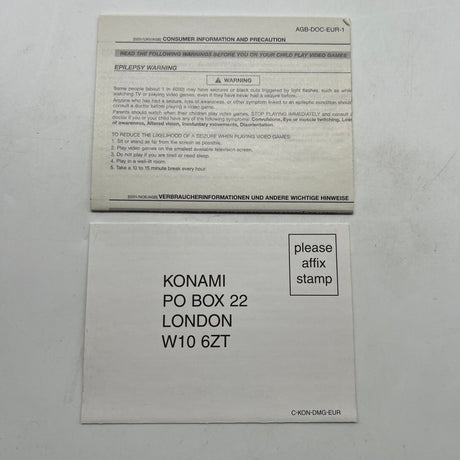 AGB-DOC-EUR-1
[0001/UKV/AGB] CONSUMER INFORMATION AND PRECAUTION
READ THE FOLLOWING WARNINGS BEFORE YOU OR YOUR CHILD PLAY VIDEO GAMES
EPILEPSY WARNING
WARNING
Some people (about 1 in 4000) may have seizures or black outs triggered by light flashes, such as while
watching TV or playing video games, even if they have never had a seizure before.
Anyone who has had a seizure, loss of awareness, or other symptom linked to an epileptic condition should
consult a doctor before playing a video game.
Parents should watch when their children play video games. STOP PLAYING IMMEDIATELY and consult a
doctor if you or your child have any of the following symptoms: Convulsions, Eye or muscle twitching, Loss
of awareness, Altered vision, Involuntary movements, Disorientation.
TO REDUCE THE LIKELIHOOD OF A SEIZURE WHEN PLAYING VIDEO GAMES:
1. Sit or stand as far from the screen as possible.
2. Play video games on the smallest available television screen.
3. Do not play if you are tired or need sleep.
4. Play in a well-lit room.
5. Take a 10 to 15 minute break every hour.
[0001/NOE/AGB] VERBRAUCHERINFORMATIONEN UND ANDERE WICHTIGE HINWEISE
please
affix
stamp
KONAMI
PO BOX 22
LONDON
W10 6ZT
C-KON-DMG-EUR